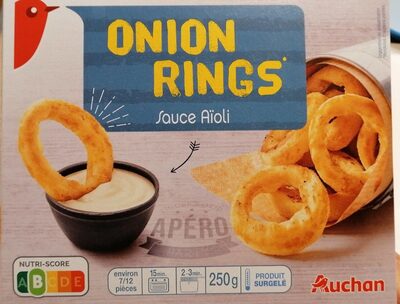 ONION
RINGS*
Sauce Aïoli
APÉRO
NUTRI-SCORE
A B C D E
environ
7/12
pièces
15min.
2-3min.
250g
PRODUIT
SURGELÉ
Auchan